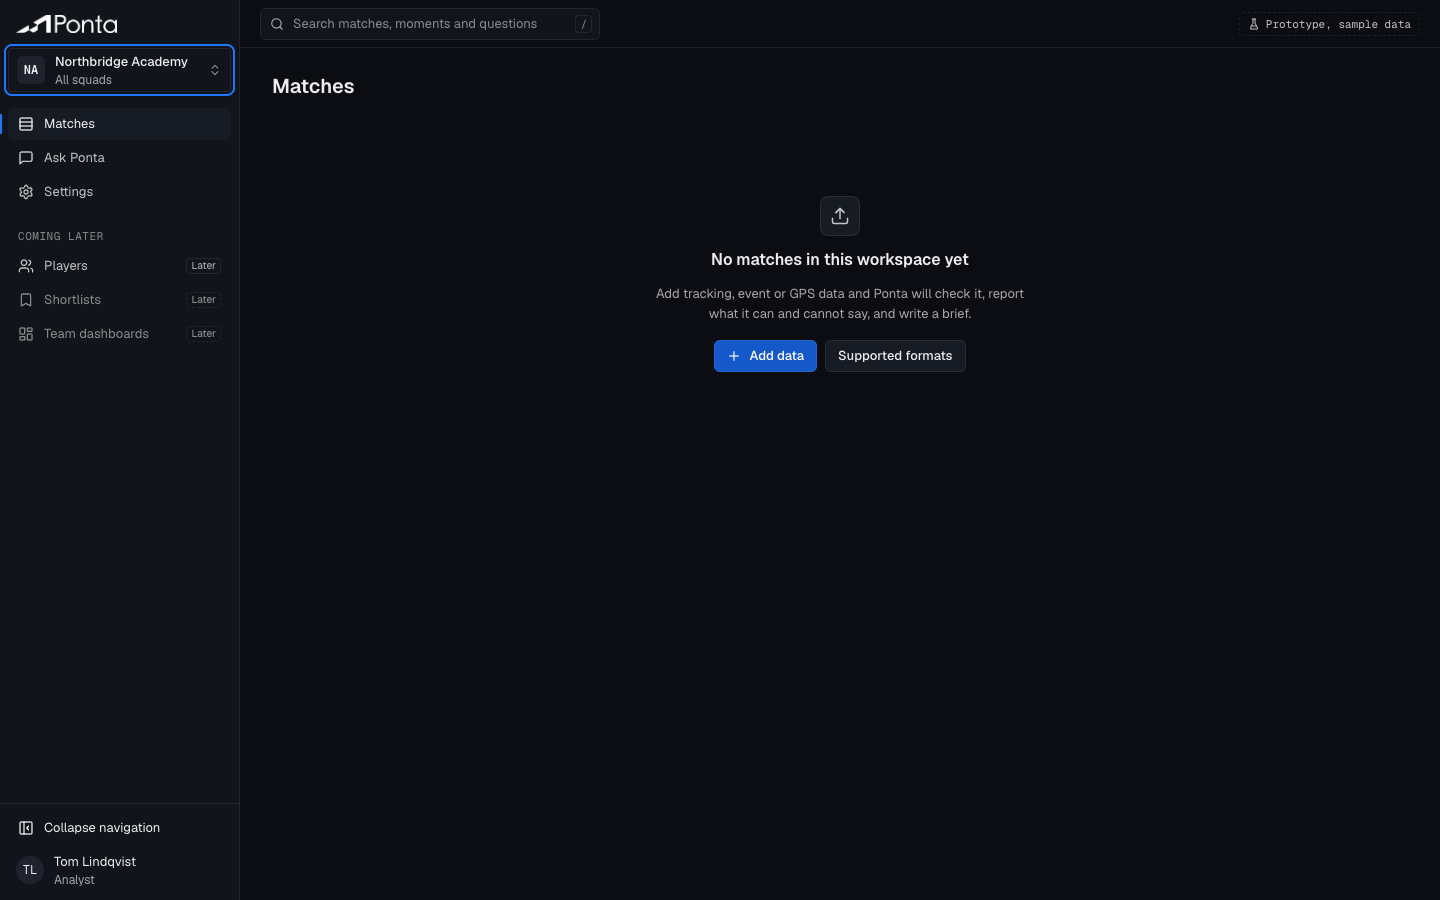 Ponta
NA
Northbridge Academy
All squads
Matches
Ask Ponta
Settings
COMING LATER
Players
Later
Shortlists
Later
Team dashboards
Later
Collapse navigation
TL
Tom Lindqvist
Analyst
Search matches, moments and questions
/
Prototype, sample data
Matches
No matches in this workspace yet
Add tracking, event or GPS data and Ponta will check it, report
what it can and cannot say, and write a brief.
Add data
Supported formats